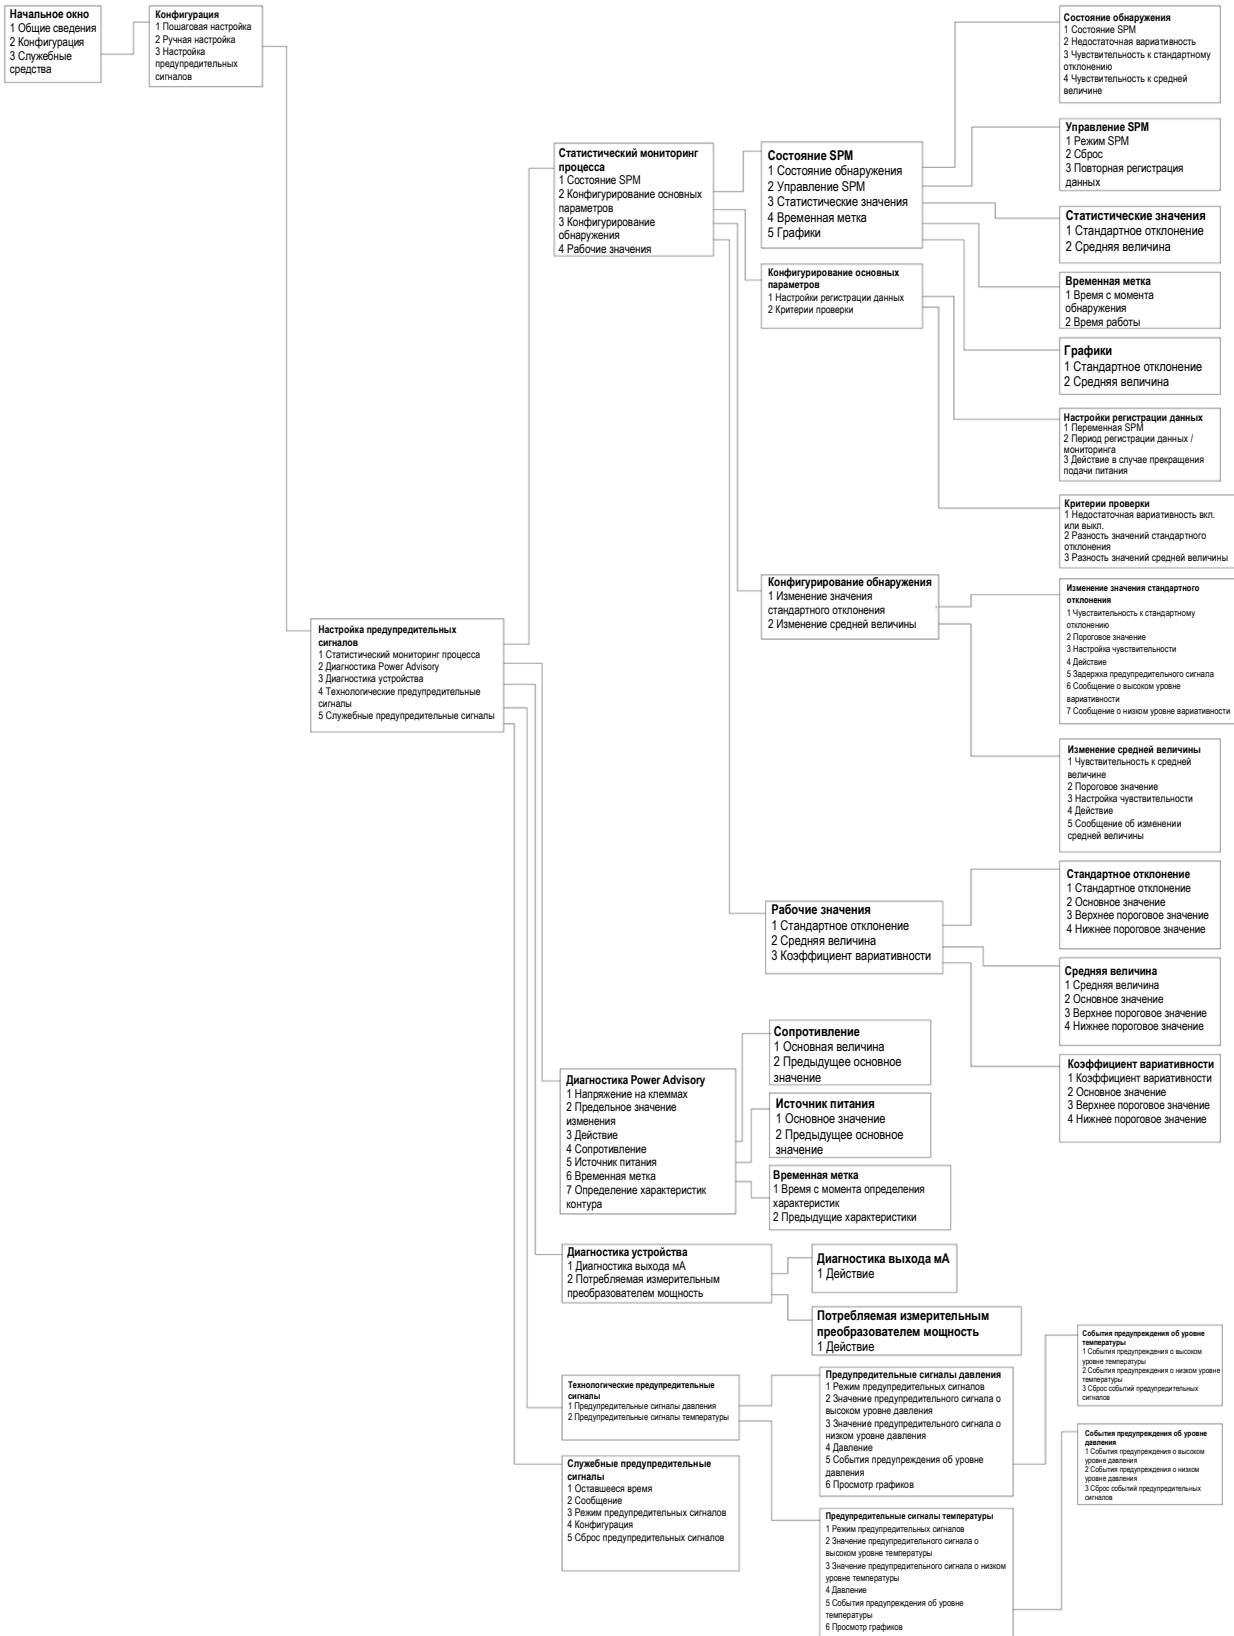 Начальное окно
1 Общие сведения
2 Конфигурация
3 Служебные
средства
Конфигурация
1 Пошаговая настройка
2 Ручная настройка
3 Настройка
предупредительных
сигналов
Настройка предупредительных
сигналов
1 Статистический мониторинг процесса
2 Диагностика Power Advisory
3 Диагностика устройства
4 Технологические предупредительные
сигналы
5 Служебные предупредительные сигналы
Статистический мониторинг
процесса
1 Состояние SPM
2 Конфигурирование основных
параметров
3 Конфигурирование
обнаружения
4 Рабочие значения
Состояние SPM
1 Состояние обнаружения
2 Управление SPM
3 Статистические значения
4 Временная метка
5 Графики
Конфигурирование основных
параметров
1 Настройки регистрации данных
2 Критерии проверки
Состояние обнаружения
1 Состояние SPM
2 Недостаточная вариативность
3 Чувствительность к стандартному
отклонению
4 Чувствительность к средней
величине
Управление SPM
1 Режим SPM
2 Сброс
3 Повторная регистрация
данных
Статистические значения
1 Стандартное отклонение
2 Средняя величина
Временная метка
1 Время с момента
обнаружения
2 Время работы
Графики
1 Стандартное отклонение
2 Средняя величина
Настройки регистрации данных
1 Переменная SPM
2 Период регистрации данных /
мониторинга
3 Действие в случае прекращения
подачи питания
Критерии проверки
1 Недостаточная вариативность вкл.
или выкл.
2 Разность значений стандартного
отклонения
3 Разность значений средней величины
Конфигурирование обнаружения
1 Изменение значения
стандартного отклонения
2 Изменение средней величины
Изменение значения стандартного
отклонения
1 Чувствительность к стандартному
отклонению
2 Пороговое значение
3 Настройка чувствительности
4 Действие
5 Задержка предупредительного сигнала
6 Сообщение о высоком уровне
вариативности
7 Сообщение о низком уровне вариативности
Изменение средней величины
1 Чувствительность к средней
величине
2 Пороговое значение
3 Настройка чувствительности
4 Действие
5 Сообщение об изменении
средней величины
Рабочие значения
1 Стандартное отклонение
2 Средняя величина
3 Коэффициент вариативности
Стандартное отклонение
1 Стандартное отклонение
2 Основное значение
3 Верхнее пороговое значение
4 Нижнее пороговое значение
Средняя величина
1 Средняя величина
2 Основное значение
3 Верхнее пороговое значение
4 Нижнее пороговое значение
Коэффициент вариативности
1 Коэффициент вариативности
2 Основное значение
3 Верхнее пороговое значение
4 Нижнее пороговое значение
Диагностика Power Advisory
1 Напряжение на клеммах
2 Предельное значение
изменения
3 Действие
4 Сопротивление
5 Источник питания
6 Временная метка
7 Определение характеристик
контура
Сопротивление
1 Основная величина
2 Предыдущее основное
значение
Источник питания
1 Основное значение
2 Предыдущее основное
значение
Временная метка
1 Время с момента определения
характеристик
2 Предыдущие характеристики
Диагностика устройства
1 Диагностика выхода мА
2 Потребляемая измерительным
преобразователем мощность
Диагностика выхода мА
1 Действие
Потребляемая измерительным
преобразователем мощность
1 Действие
Технологические предупредительные
сигналы
1 Предупредительные сигналы давления
2 Предупредительные сигналы температуры
Предупредительные сигналы давления
1 Режим предупредительных сигналов
2 Значение предупредительного сигнала о
высоком уровне давления
3 Значение предупредительного сигнала о
низком уровне давления
4 Давление
5 События предупреждения об уровне
давления
6 Просмотр графиков
События предупреждения об уровне
температуры
1 События предупреждения о высоком
уровне температуры
2 События предупреждения о низком уровне
температуры
3 Сброс событий предупредительных
сигналов
События предупреждения об уровне
давления
1 События предупреждения о высоком
уровне давления
2 События предупреждения о низком
уровне давления
3 Сброс событий предупредительных
сигналов
Служебные предупредительные
сигналы
1 Оставшееся время
2 Сообщение
3 Режим предупредительных сигналов
4 Конфигурация
5 Сброс предупредительных сигналов
Предупредительные сигналы температуры
1 Режим предупредительных сигналов
2 Значение предупредительного сигнала о
высоком уровне температуры
3 Значение предупредительного сигнала о низком
уровне температуры
4 Давление
5 События предупреждения об уровне
температуры
6 Просмотр графиков